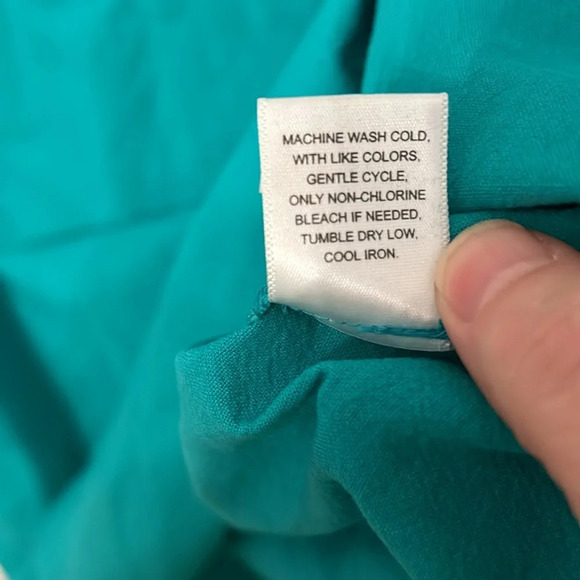 MACHINE WASH COLD,
WITH LIKE COLORS,
GENTLE CYCLE,
ONLY NON-CHLORINE
BLEACH IF NEEDED,
TUMBLE DRY LOW,
COOL IRON.